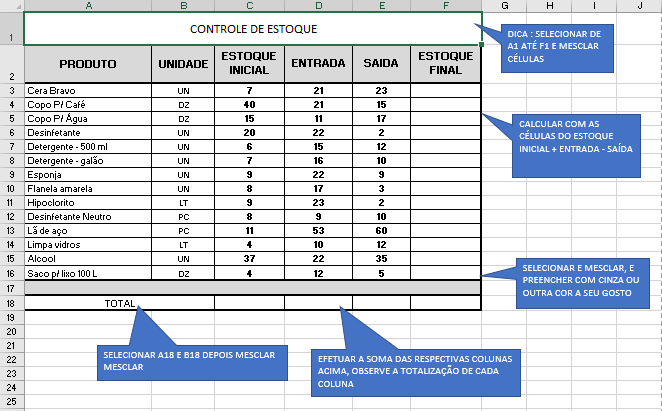 A B C D E F G H I J
1 CONTROLE DE ESTOQUE
DICA : SELECIONAR DE
A1 ATÉ F1 E MESCLAR
CÉLULAS
2 PRODUTO UNIDADE ESTOQUE INICIAL ENTRADA SAIDA ESTOQUE FINAL
3 Cera Bravo UN 7 21 23
4 Copo P/ Café DZ 40 21 15
5 Copo P/ Água DZ 15 11 17
6 Desinfetante UN 20 22 2
7 Detergente - 500 ml UN 6 15 12
8 Detergente - galão UN 7 16 10
9 Esponja UN 9 22 9
10 Flanela amarela UN 8 17 3
11 Hipoclorito LT 9 23 2
12 Desinfetante Neutro PC 8 9 10
13 Lã de aço PC 11 53 60
14 Limpa vidros LT 4 10 12
15 Alcool UN 37 22 35
16 Saco p/ lixo 100 L DZ 4 12 5
CALCULAR COM AS
CÉLULAS DO ESTOQUE
INICIAL + ENTRADA - SAÍDA
SELECIONAR E MESCLAR, E
PREENCHER COM CINZA OU
OUTRA COR A SEU GOSTO
17
18 TOTAL
19
20
21
22
23
24
25
SELECIONAR A18 E B18 DEPOIS MESCLAR
MESCLAR
EFETUAR A SOMA DAS RESPECTIVAS COLUNAS
ACIMA, OBSERVE A TOTALIZAÇÃO DE CADA
COLUNA